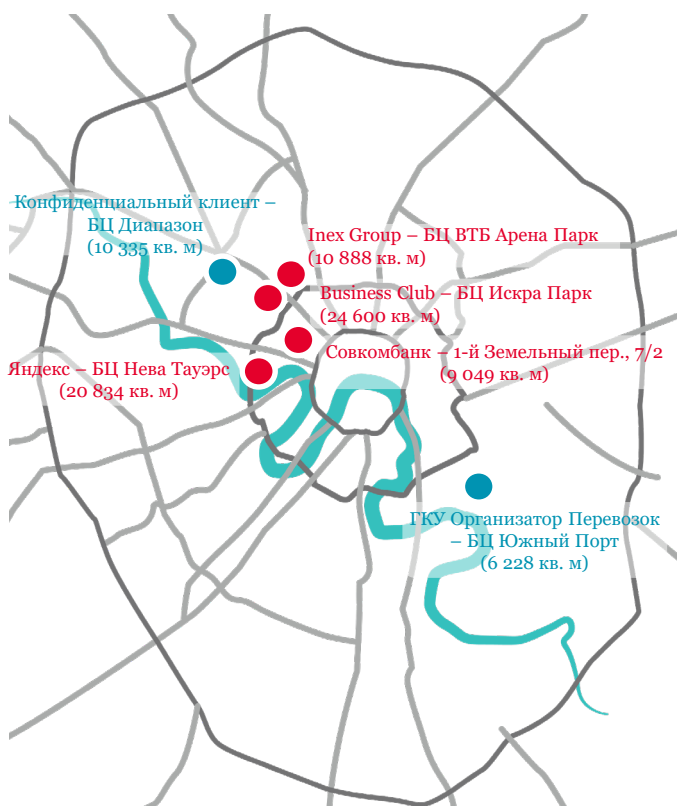 Конфиденциальный клиент –
БЦ Диапазон
(10 335 кв. м)
Inex Group – БЦ ВТБ Арена Парк
(10 888 кв. м)
Business Club – БЦ Искра Парк
(24 600 кв. м)
Совкомбанк – 1-й Земельный пер., 7/2
(9 049 кв. м)
Яндекс – БЦ Нева Тауэрс
(20 834 кв. м)
ГКУ Организатор Перевозок
– БЦ Южный Порт
(6 228 кв. м)